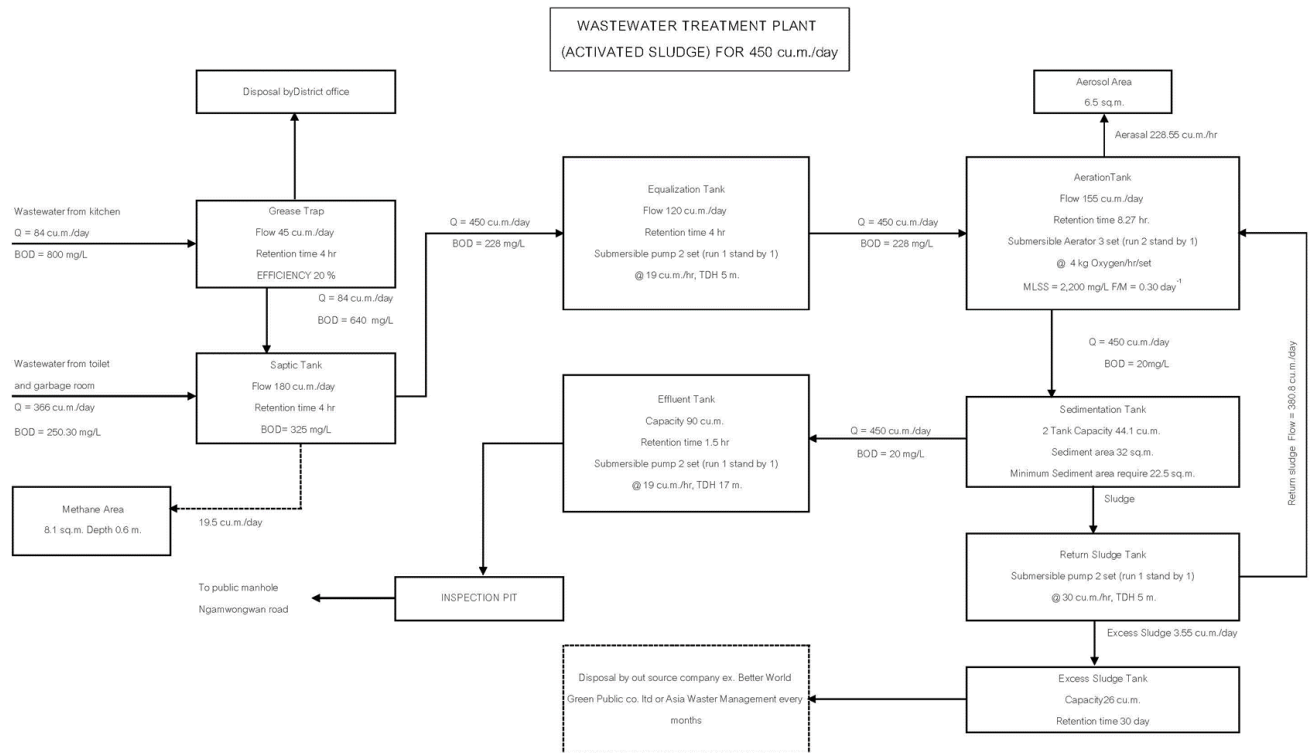 WASTEWATER TREATMENT PLANT
(ACTIVATED SLUDGE) FOR 450 cu.m./day
Disposal byDistrict office
Aerosol Area
6.5 sq.m.
Aerasal 228.55 cu.m./hr
Wastewater from kitchen
Q = 84 cu.m./day
BOD = 800 mg/L
Grease Trap
Flow 45 cu.m./day
Retention time 4 hr
EFFICIENCY 20 %
Q = 84 cu.m./day
BOD = 640 mg/L
Wastewater from toilet
and garbage room
Q = 366 cu.m./day
BOD = 250.30 mg/L
Saptic Tank
Flow 180 cu.m./day
Retention time 4 hr
BOD= 325 mg/L
Methane Area
8.1 sq.m. Depth 0.6 m.
19.5 cu.m./day
Q = 450 cu.m./day
BOD = 228 mg/L
Equalization Tank
Flow 120 cu.m./day
Retention time 4 hr
Submersible pump 2 set (run 1 stand by 1)
@ 19 cu.m./hr, TDH 5 m.
Q = 450 cu.m./day
BOD = 228 mg/L
AerationTank
Flow 155 cu.m./day
Retention time 8.27 hr.
Submersible Aerator 3 set (run 2 stand by 1)
@ 4 kg Oxygen/hr/set
MLSS = 2,200 mg/L F/M = 0.30 day-1
Q = 450 cu.m./day
BOD = 20mg/L
Return sludge Flow = 380.8 cu.m./day
Sedimentation Tank
2 Tank Capacity 44.1 cu.m.
Sediment area 32 sq.m.
Minimum Sediment area require 22.5 sq.m.
Q = 450 cu.m./day
BOD = 20 mg/L
Effluent Tank
Capacity 90 cu.m.
Retention time 1.5 hr
Submersible pump 2 set (run 1 stand by 1)
@ 19 cu.m./hr, TDH 17 m.
Sludge
Return Sludge Tank
Submersible pump 2 set (run 1 stand by 1)
@ 30 cu.m./hr, TDH 5 m.
INSPECTION PIT
To public manhole
Ngamwongwan road
Excess Sludge 3.55 cu.m./day
Excess Sludge Tank
Capacity26 cu.m.
Retention time 30 day
Disposal by out source company ex. Better World
Green Public co. ltd or Asia Waster Management every
months